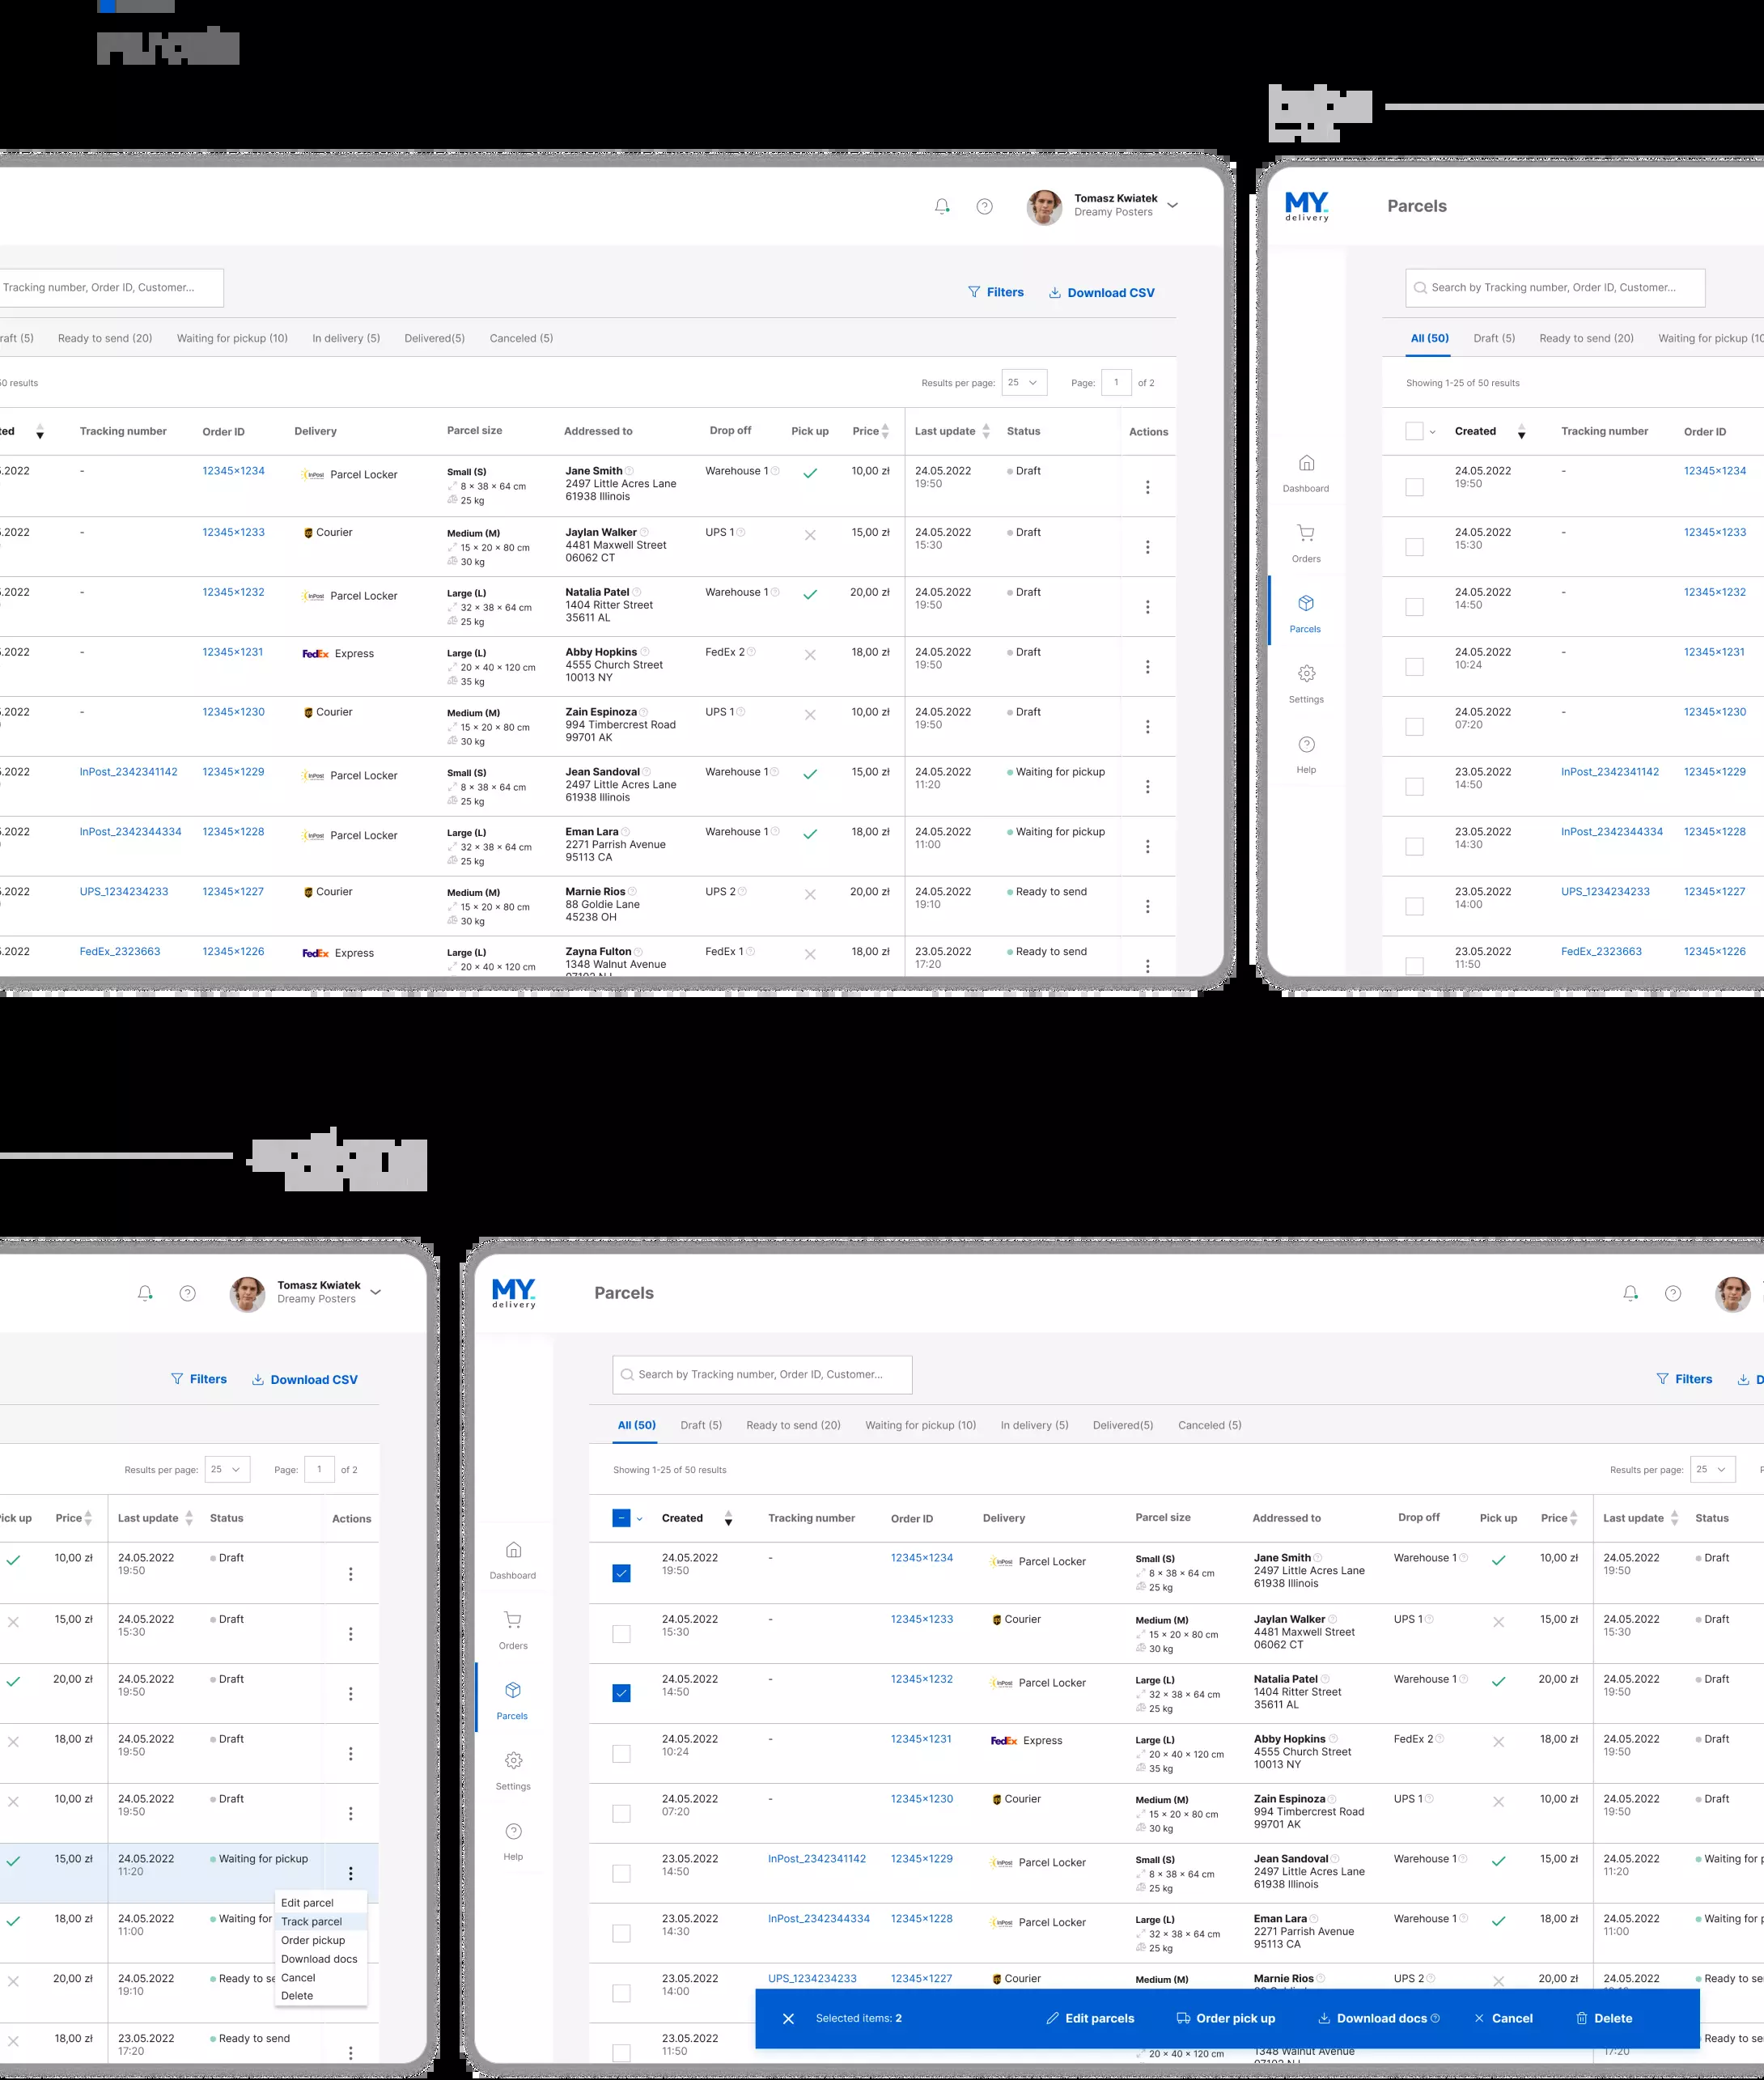 Tomasz Kwiatek
Dreamy Posters
Tracking number, Order ID, Customer...
Filters Download CSV
raft (5) Ready to send (20) Waiting for pickup (10) In delivery (5) Delivered(5) Canceled (5)
50 results Results per page: 25 Page: 1 of 2
ted Tracking number Order ID Delivery Parcel size Addressed to Drop off Pick up Price Last update Status Actions
5.2022 - 12345×1234 InPost Parcel Locker Small (S) Jane Smith Warehouse 1 10,00 zł 24.05.2022 Draft
8 × 38 × 64 cm 2497 Little Acres Lane 19:50
25 kg 61938 Illinois
5.2022 - 12345×1233 Courier Medium (M) Jaylan Walker UPS 1 15,00 zł 24.05.2022 Draft
15 × 20 × 80 cm 4481 Maxwell Street 15:30
30 kg 06062 CT
5.2022 - 12345×1232 InPost Parcel Locker Large (L) Natalia Patel Warehouse 1 20,00 zł 24.05.2022 Draft
32 × 38 × 64 cm 1404 Ritter Street 19:50
25 kg 35611 AL
5.2022 - 12345×1231 FedEx Express Large (L) Abby Hopkins FedEx 2 18,00 zł 24.05.2022 Draft
20 × 40 × 120 cm 4555 Church Street 19:50
35 kg 10013 NY
5.2022 - 12345×1230 Courier Medium (M) Zain Espinoza UPS 1 10,00 zł 24.05.2022 Draft
15 × 20 × 80 cm 994 Timbercrest Road 19:50
30 kg 99701 AK
5.2022 InPost_2342341142 12345×1229 InPost Parcel Locker Small (S) Jean Sandoval Warehouse 1 15,00 zł 24.05.2022 Waiting for pickup
8 × 38 × 64 cm 2497 Little Acres Lane 11:20
25 kg 61938 Illinois
5.2022 InPost_2342344334 12345×1228 InPost Parcel Locker Large (L) Eman Lara Warehouse 1 18,00 zł 24.05.2022 Waiting for pickup
32 × 38 × 64 cm 2271 Parrish Avenue 11:00
25 kg 95113 CA
5.2022 UPS_1234234233 12345×1227 Courier Medium (M) Marnie Rios UPS 2 20,00 zł 24.05.2022 Ready to send
15 × 20 × 80 cm 88 Goldie Lane 19:10
30 kg 45238 OH
5.2022 FedEx_2323663 12345×1226 FedEx Express Large (L) Zayna Fulton FedEx 1 18,00 zł 23.05.2022 Ready to send
20 × 40 × 120 cm 1348 Walnut Avenue 17:20
MY.
delivery
Parcels
Search by Tracking number, Order ID, Customer...
All (50) Draft (5) Ready to send (20) Waiting for pickup (10
Showing 1-25 of 50 results
Created Tracking number Order ID
Dashboard
Orders
Parcels
Settings
Help
24.05.2022 - 12345×1234
19:50
24.05.2022 - 12345×1233
15:30
24.05.2022 - 12345×1232
14:50
24.05.2022 - 12345×1231
10:24
24.05.2022 - 12345×1230
07:20
23.05.2022 InPost_2342341142 12345×1229
14:50
23.05.2022 InPost_2342344334 12345×1228
14:30
23.05.2022 UPS_1234234233 12345×1227
14:00
23.05.2022 FedEx_2323663 12345×1226
11:50
Tomasz Kwiatek
Dreamy Posters
Filters Download CSV
Results per page: 25 Page: 1 of 2
Pick up Price Last update Status Actions
10,00 zł 24.05.2022 Draft
19:50
15,00 zł 24.05.2022 Draft
15:30
20,00 zł 24.05.2022 Draft
19:50
18,00 zł 24.05.2022 Draft
19:50
10,00 zł 24.05.2022 Draft
19:50
15,00 zł 24.05.2022 Waiting for pickup
11:20
18,00 zł 24.05.2022 Waiting for
11:00
20,00 zł 24.05.2022 Ready to se
19:10
18,00 zł 23.05.2022 Ready to send
17:20
Edit parcel
Track parcel
Order pickup
Download docs
Cancel
Delete
MY.
delivery
Parcels
Search by Tracking number, Order ID, Customer...
Filters D
All (50) Draft (5) Ready to send (20) Waiting for pickup (10) In delivery (5) Delivered(5) Canceled (5)
Showing 1-25 of 50 results Results per page: 25 P
Created Tracking number Order ID Delivery Parcel size Addressed to Drop off Pick up Price Last update Status
Dashboard
Orders
Parcels
Settings
Help
24.05.2022 - 12345×1234 InPost Parcel Locker Small (S) Jane Smith Warehouse 1 10,00 zł 24.05.2022 Draft
19:50 8 × 38 × 64 cm 2497 Little Acres Lane 19:50
25 kg 61938 Illinois
24.05.2022 - 12345×1233 Courier Medium (M) Jaylan Walker UPS 1 15,00 zł 24.05.2022 Draft
15:30 15 × 20 × 80 cm 4481 Maxwell Street 15:30
30 kg 06062 CT
24.05.2022 - 12345×1232 InPost Parcel Locker Large (L) Natalia Patel Warehouse 1 20,00 zł 24.05.2022 Draft
14:50 32 × 38 × 64 cm 1404 Ritter Street 19:50
25 kg 35611 AL
24.05.2022 - 12345×1231 FedEx Express Large (L) Abby Hopkins FedEx 2 18,00 zł 24.05.2022 Draft
10:24 20 × 40 × 120 cm 4555 Church Street 19:50
35 kg 10013 NY
24.05.2022 - 12345×1230 Courier Medium (M) Zain Espinoza UPS 1 10,00 zł 24.05.2022 Draft
07:20 15 × 20 × 80 cm 994 Timbercrest Road 19:50
30 kg 99701 AK
23.05.2022 InPost_2342341142 12345×1229 InPost Parcel Locker Small (S) Jean Sandoval Warehouse 1 15,00 zł 24.05.2022 Waiting for p
14:50 8 × 38 × 64 cm 2497 Little Acres Lane 11:20
25 kg 61938 Illinois
23.05.2022 InPost_2342344334 12345×1228 InPost Parcel Locker Large (L) Eman Lara Warehouse 1 18,00 zł 24.05.2022 Waiting for p
14:30 32 × 38 × 64 cm 2271 Parrish Avenue 11:00
25 kg 95113 CA
23.05.2022 UPS_1234234233 12345×1227 Courier Medium (M) Marnie Rios UPS 2 20,00 zł 24.05.2022 Ready to se
14:00
Selected items: 2 Edit parcels Order pick up Download docs Cancel Delete
23.05.2022 Ready to se
11:50 20 × 40 × 120 cm 1348 Walnut Avenue 17:20